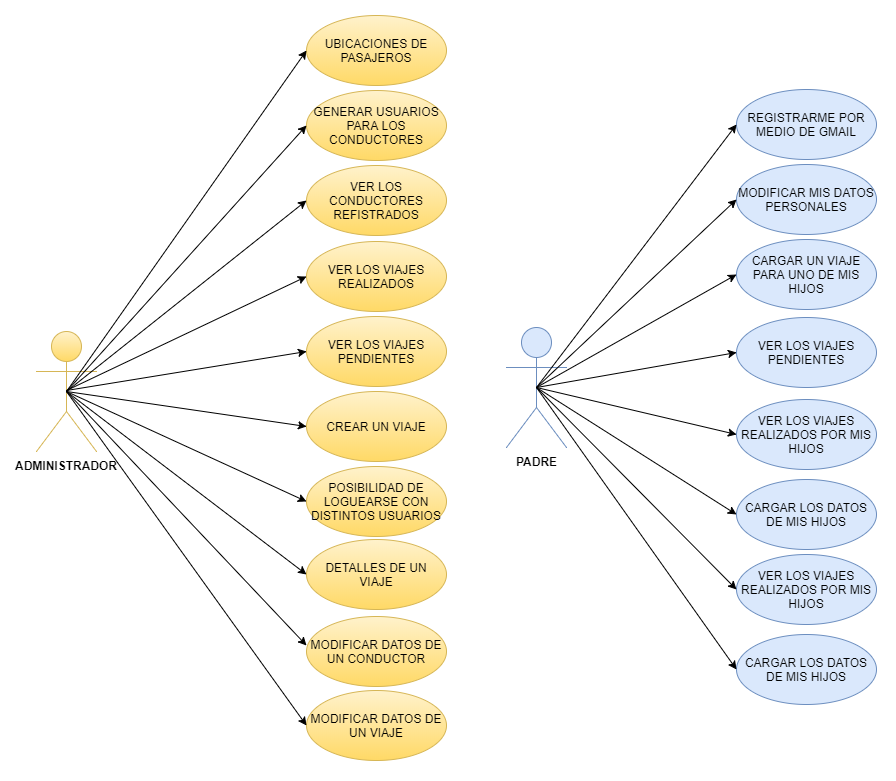 UBICACIONES DE
PASAJEROS
GENERAR USUARIOS
PARA LOS
CONDUCTORES
VER LOS
CONDUCTORES
REFISTRADOS
VER LOS VIAJES
REALIZADOS
VER LOS VIAJES
PENDIENTES
CREAR UN VIAJE
ADMINISTRADOR
POSIBILIDAD DE
LOGUEARSE CON
DISTINTOS USUARIOS
DETALLES DE UN
VIAJE
MODIFICAR DATOS DE
UN CONDUCTOR
MODIFICAR DATOS DE
UN VIAJE
REGISTRARME POR
MEDIO DE GMAIL
MODIFICAR MIS DATOS
PERSONALES
CARGAR UN VIAJE
PARA UNO DE MIS
HIJOS
VER LOS VIAJES
PENDIENTES
VER LOS VIAJES
REALIZADOS POR MIS
HIJOS
PADRE
CARGAR LOS DATOS
DE MIS HIJOS
VER LOS VIAJES
REALIZADOS POR MIS
HIJOS
CARGAR LOS DATOS
DE MIS HIJOS